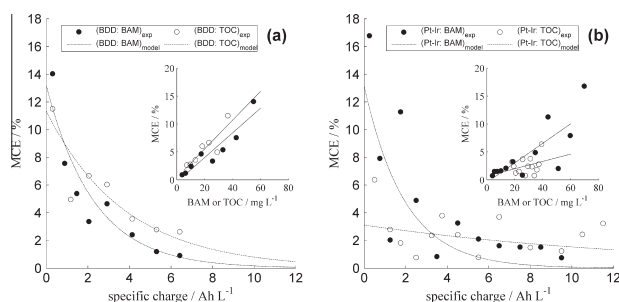 (BDD: BAM)exp (BDD: TOC)exp
(BDD: BAM)model (BDD: TOC)model
(a)
MCE / %
18
16
14
12
10
8
6
4
2
0
0 2 4 6 8 10 12
specific charge / Ah L-1
MCE / %
20
15
10
5
0
0 20 40 60 80
BAM or TOC / mg L-1
(Pt-Ir: BAM)exp (Pt-Ir: TOC)exp
(Pt-Ir: BAM)model (Pt-Ir: TOC)model
(b)
MCE / %
18
16
14
12
10
8
6
4
2
0
0 2 4 6 8 10 12
specific charge / Ah L-1
MCE / %
20
15
10
5
0
0 20 40 60 80
BAM or TOC / mg L-1